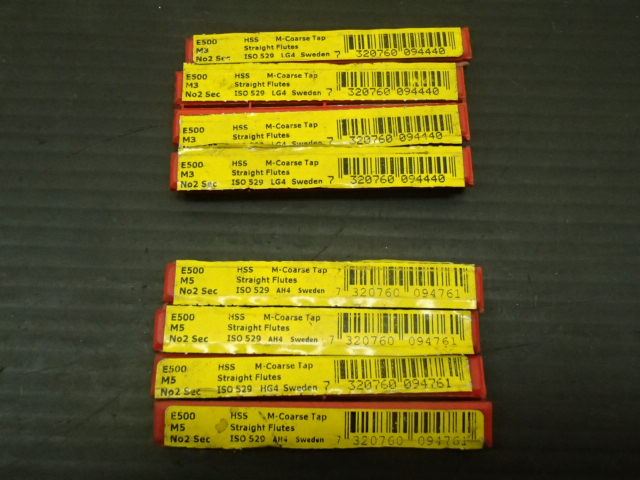 E500 HSS M-Coarse Tap
M3 Straight Flutes
No2 Sec ISO 529 LG4 Sweden 7 320760 094440
E500 HSS M-Coarse Tap
M3 Straight Flutes
No2 Sec ISO 529 LG4 Sweden 7 320760 094440
E500 HSS M-Coarse Tap
M3 Straight Flutes
7 320760 094440
E500 HSS M-Coarse Tap
M3 Straight Flutes
No2 Sec ISO 529 LG4 Sweden 7 320760 094440
E500 HSS M-Coarse Tap
M5 Straight Flutes
No2 Sec ISO 529 AH4 Sweden 7 320760 094761
E500 HSS M-Coarse Tap
M5 Straight Flutes
No2 Sec ISO 529 AH4 Sweden 7 320760 094761
E500 HSS M-Coarse Tap
M5 Straight Flutes
No2 Sec ISO 529 HG4 Sweden 7 320760 094761
E500 HSS M-Coarse Tap
M5 Straight Flutes
No2 Sec ISO 529 AH4 Sweden 7 320760 094761